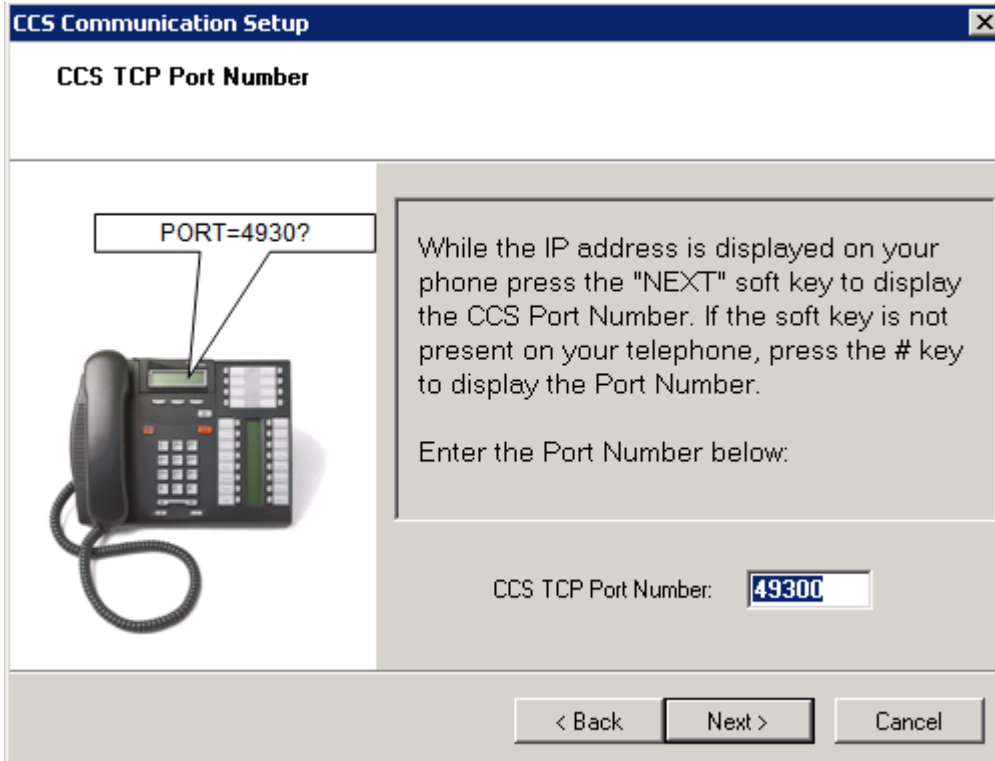 CCS Communication Setup
CCS TCP Port Number
PORT=4930?
While the IP address is displayed on your
phone press the "NEXT" soft key to display
the CCS Port Number. If the soft key is not
present on your telephone, press the # key
to display the Port Number.
Enter the Port Number below:
CCS TCP Port Number: 49300
< Back Next > Cancel